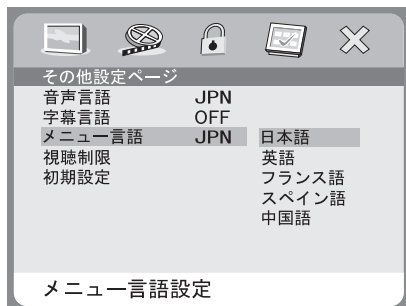 その他設定ページ
音声言語 JPN
字幕言語 OFF
メニュー言語 JPN 日本語
視聴制限 英語
初期設定 フランス語
スペイン語
中国語
メニュー言語設定